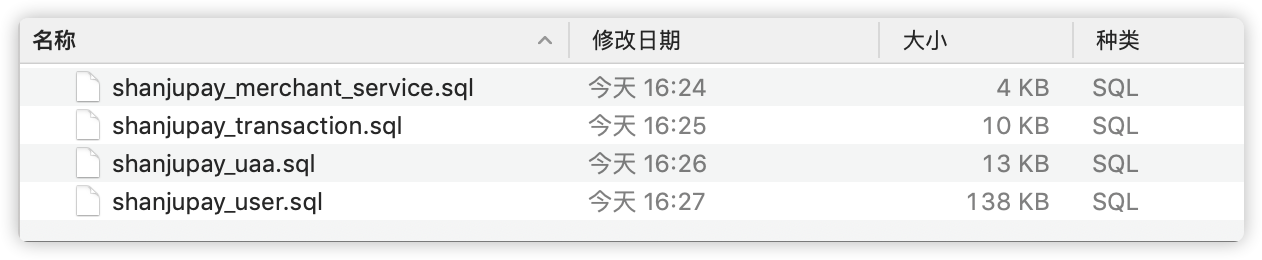 名称 修改日期 大小 种类
shanjupay_merchant_service.sql 今天 16:24 4 KB SQL
shanjupay_transaction.sql 今天 16:25 10 KB SQL
shanjupay_uaa.sql 今天 16:26 13 KB SQL
shanjupay_user.sql 今天 16:27 138 KB SQL